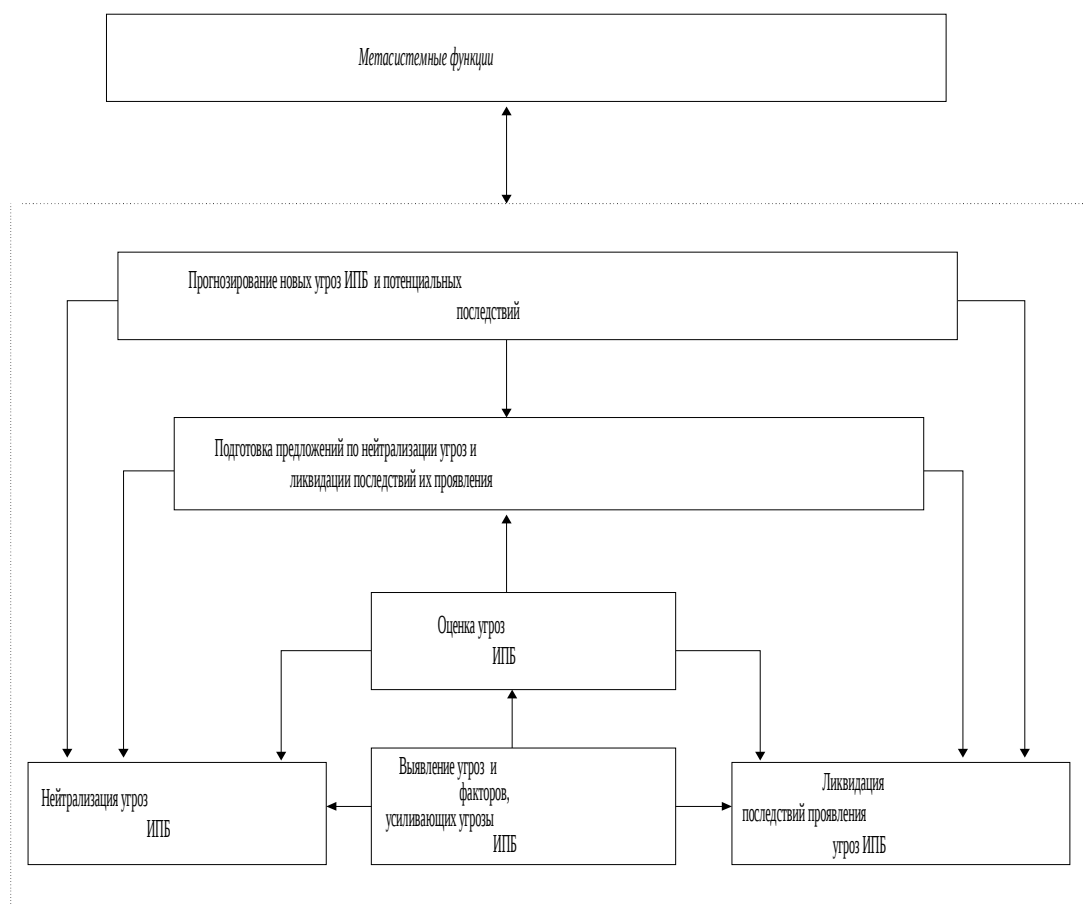 Метасистемные функции
Прогнозирование новых угроз ИПБ и потенциальных
последствий
Подготовка предложений по нейтрализации угроз и
ликвидации последствий их проявления
Оценка угроз
ИПБ
Выявление угроз и
факторов,
усиливающих угрозы
ИПБ
Нейтрализация угроз
ИПБ
Ликвидация
последствий проявления
угроз ИПБ